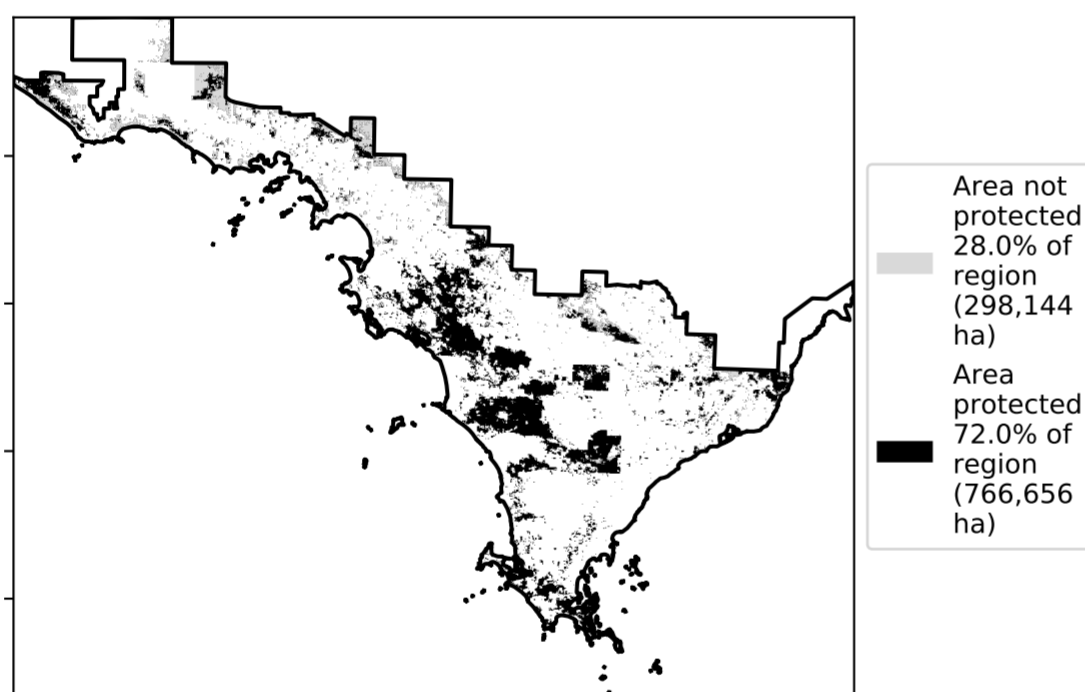 Area not
protected
28.0% of
region
(298,144
ha)
Area
protected
72.0% of
region
(766,656
ha)